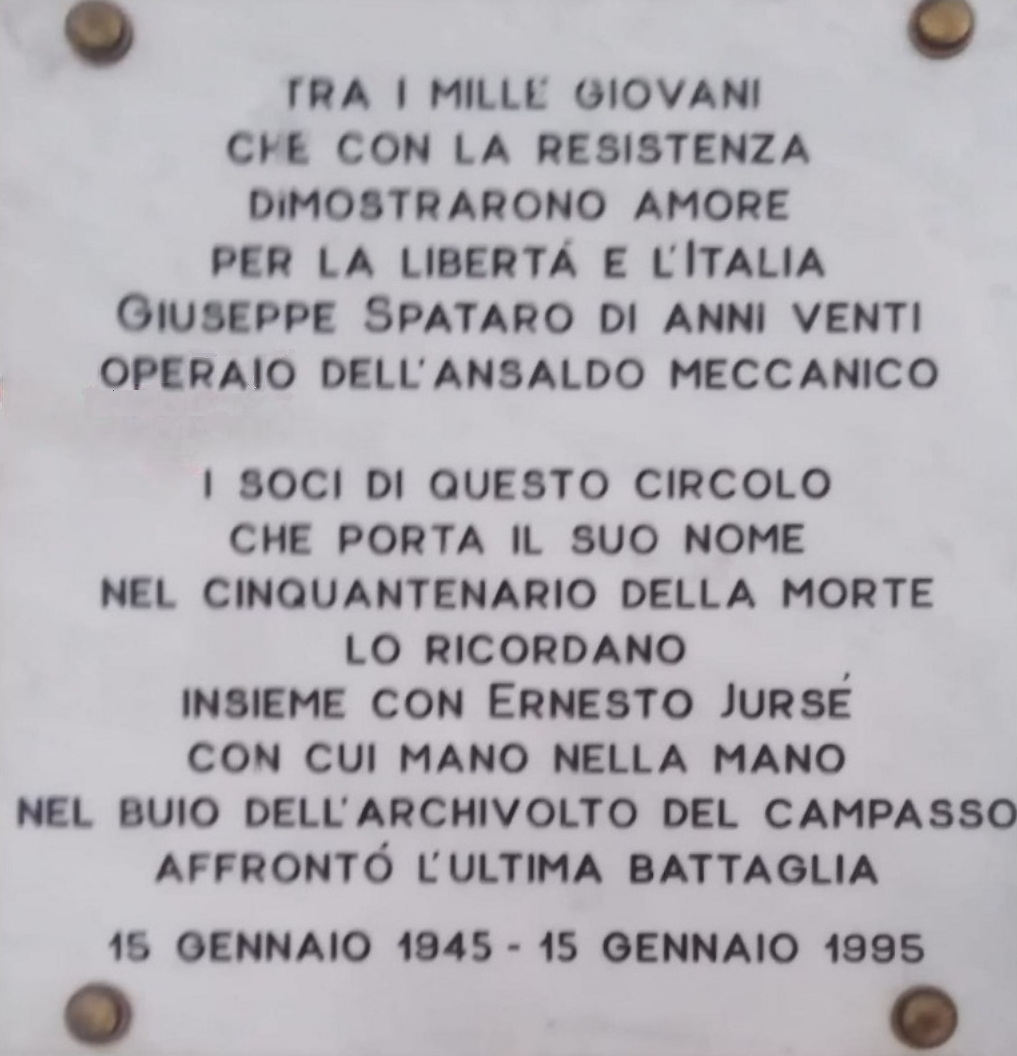 TRA I MILLE GIOVANI
CHE CON LA RESISTENZA
DIMOSTRARONO AMORE
PER LA LIBERTÁ E L'ITALIA
GIUSEPPE SPATARO DI ANNI VENTI
OPERAIO DELL'ANSALDO MECCANICO
I SOCI DI QUESTO CIRCOLO
CHE PORTA IL SUO NOME
NEL CINQUANTENARIO DELLA MORTE
LO RICORDANO
INSIEME CON ERNESTO JURSÉ
CON CUI MANO NELLA MANO
NEL BUIO DELL'ARCHIVOLTO DEL CAMPASSO
AFFRONTÓ L'ULTIMA BATTAGLIA
15 GENNAIO 1945 - 15 GENNAIO 1995